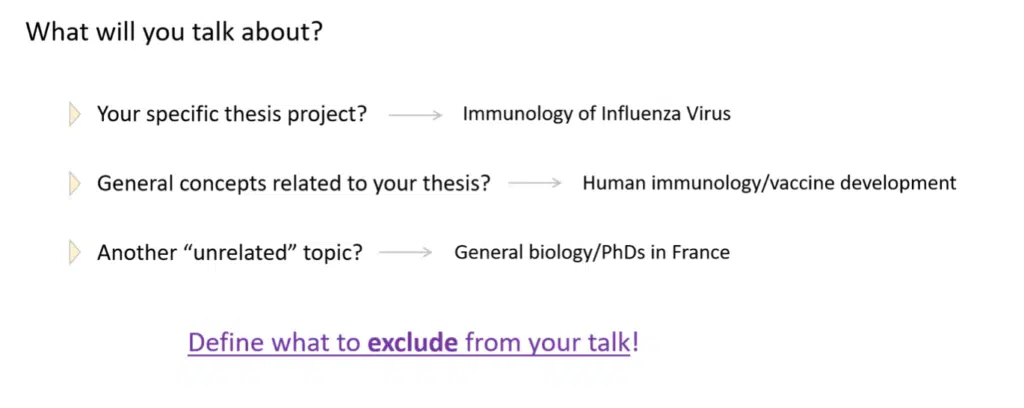 What will you talk about?
Your specific thesis project? Immunology of Influenza Virus
General concepts related to your thesis? Human immunology/vaccine development
Another “unrelated” topic? General biology/PhDs in France
Define what to exclude from your talk!